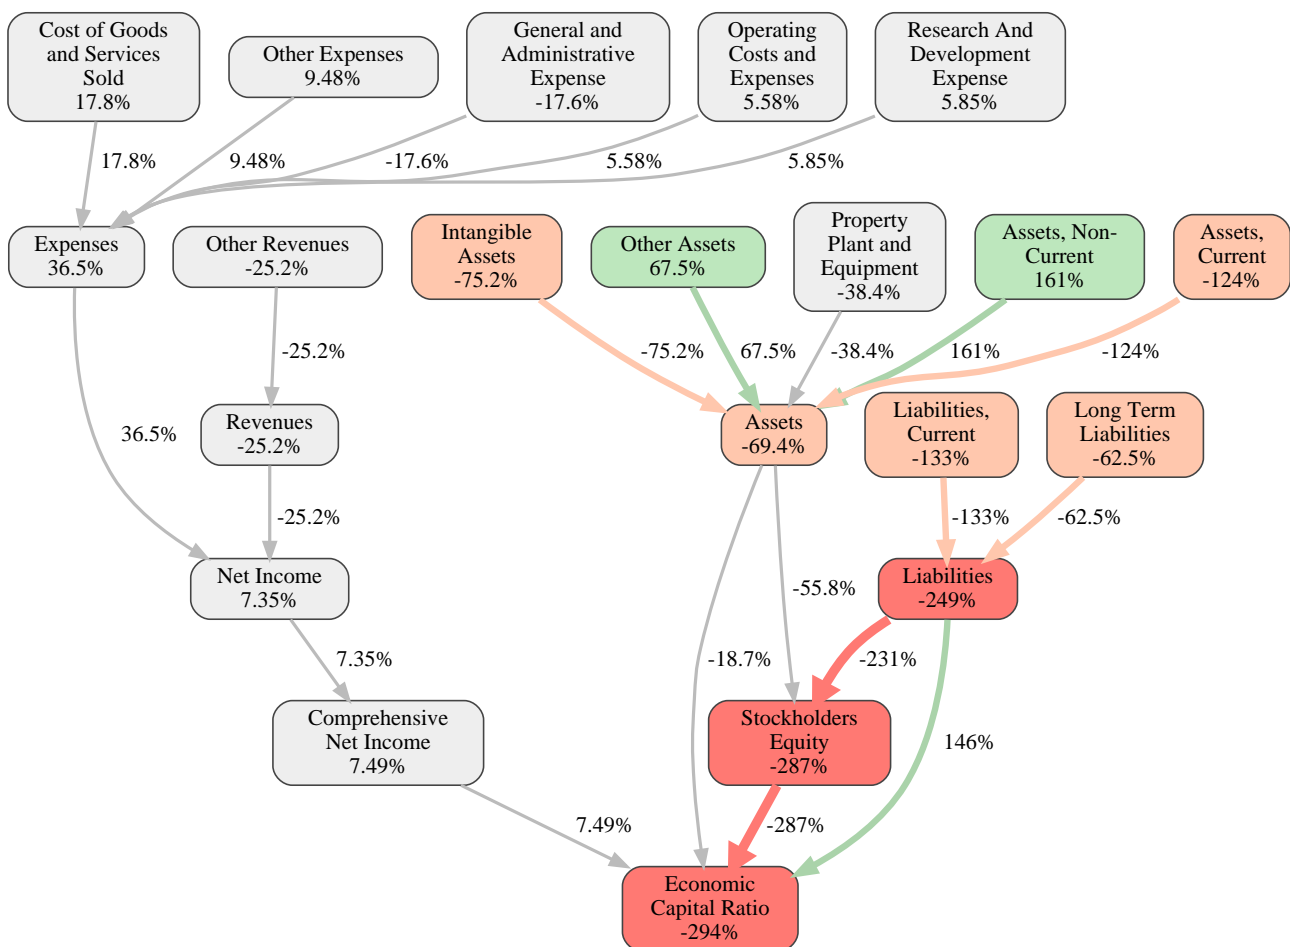 Cost of Goods
and Services
Sold
17.8%
Other Expenses
9.48%
General and
Administrative
Expense
-17.6%
Operating
Costs and
Expenses
5.58%
Research And
Development
Expense
5.85%
17.8%
9.48%
-17.6%
5.58%
5.85%
Expenses
36.5%
Other Revenues
-25.2%
Intangible
Assets
-75.2%
Other Assets
67.5%
Property
Plant and
Equipment
-38.4%
Assets, Non-
Current
161%
Assets,
Current
-124%
-25.2%
-75.2%
67.5%
-38.4%
161%
-124%
36.5%
Revenues
-25.2%
Assets
-69.4%
Liabilities,
Current
-133%
Long Term
Liabilities
-62.5%
-25.2%
-133%
-62.5%
Net Income
7.35%
-55.8%
Liabilities
-249%
7.35%
-18.7%
-231%
Comprehensive
Net Income
7.49%
Stockholders
Equity
-287%
146%
7.49%
-287%
Economic
Capital Ratio
-294%